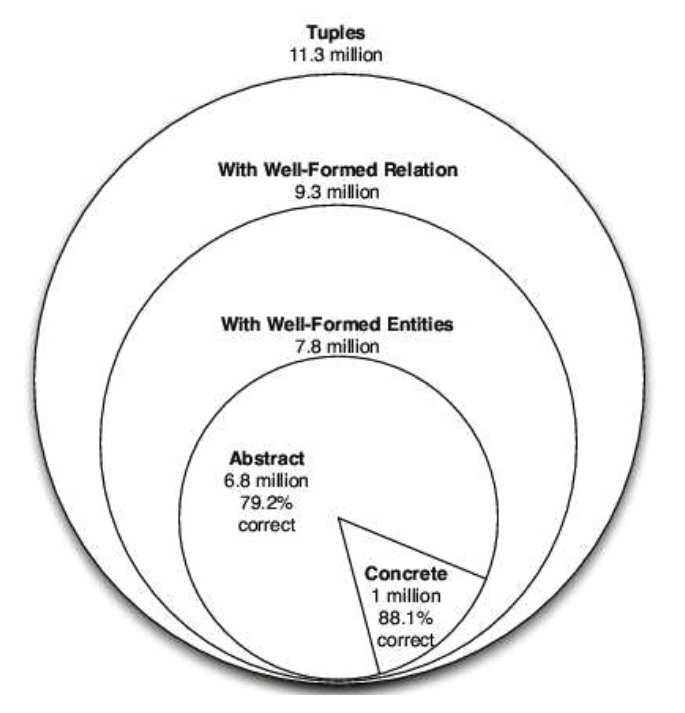 Tuples
11.3 million
With Well-Formed Relation
9.3 million
With Well-Formed Entities
7.8 million
Abstract
6.8 million
79.2%
correct
Concrete
1 million
88.1%
correct